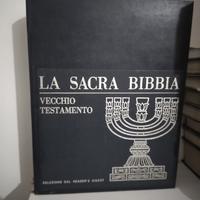 LA SACRA BIBBIA
VECCHIO
TESTAMENTO
SELEZIONE DAL READER'S DIGEST